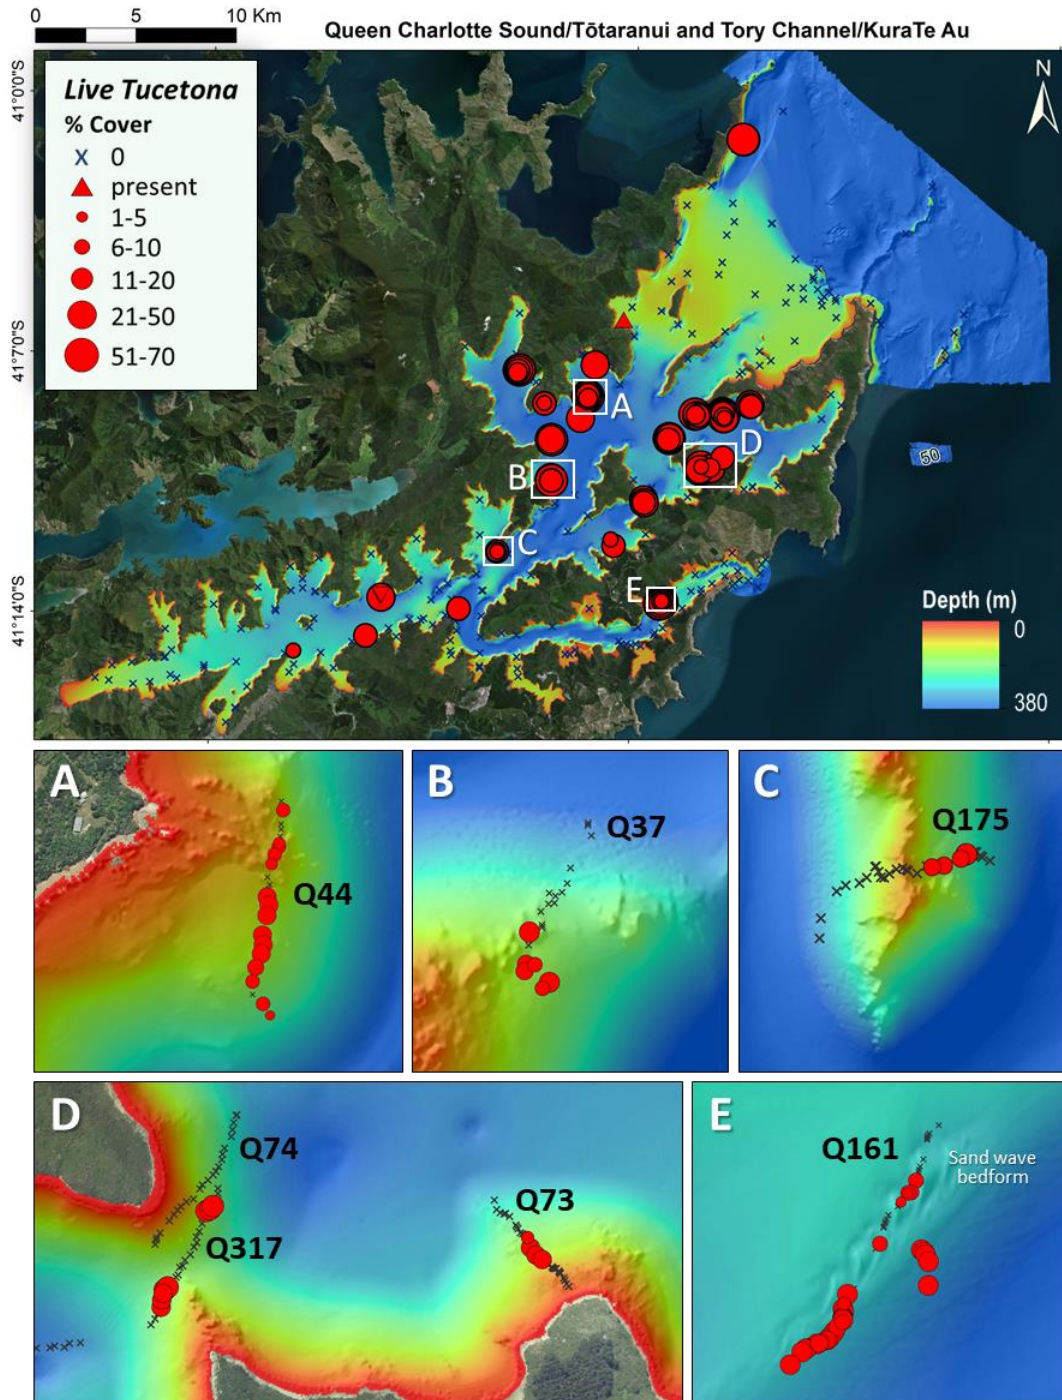 0 5 10 Km
Queen Charlotte Sound/Tōtaranui and Tory Channel/KuraTe Au
41°0'0"S
41°7'0"S
41°14'0"S
Live Tucetona
% Cover
x 0
present
1-5
6-10
11-20
21-50
51-70
N
A
B
C
D
E
50
Depth (m)
0
380
A
Q44
B
Q37
C
Q175
D
Q74
Q317
Q73
E
Q161
Sand wave
bedform